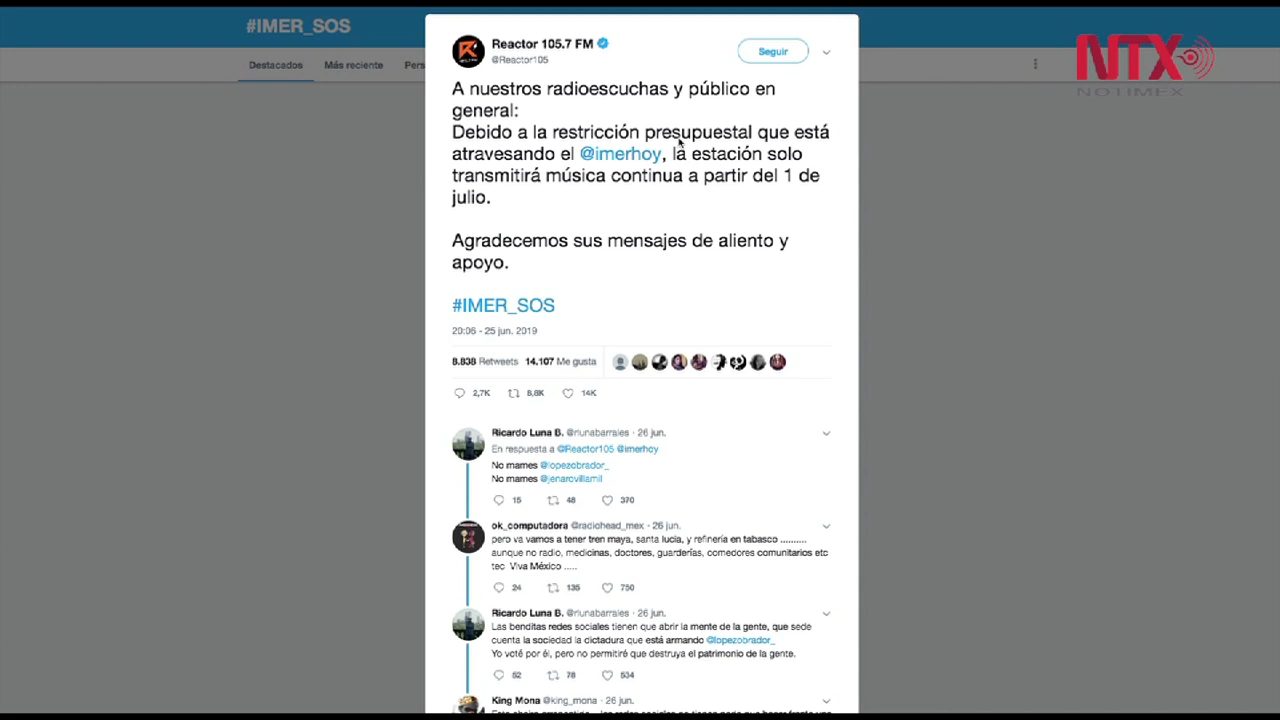 #IMER_SOS
Destacados
Más reciente
Pers
NTX
NOTIMEX
Reactor 105.7 FM
@Reactor105
Seguir
A nuestros radioescuchas y público en
general:
Debido a la restricción presupuestal que está
atravesando el @imerhoy, la estación solo
transmitirá música continua a partir del 1 de
julio.
Agradecemos sus mensajes de aliento y
apoyo.
#IMER_SOS
20:06 - 25 jun. 2019
8.838 Retweets 14.107 Me gusta
2,7K 8,8K 14K
Ricardo Luna B. @rlunabarrales · 26 jun.
En respuesta a @Reactor105 @imerhoy
No mames @lopezobrador_
No mames @jenarovillamil
15 48 370
ok_computadora @radiohead_mex · 26 jun.
pero va vamos a tener tren maya, santa lucia, y refinería en tabasco ..........
aunque no radio, medicinas, doctores, guarderías, comedores comunitarios etc
tec Viva México .....
24 135 750
Ricardo Luna B. @rlunabarrales · 26 jun.
Las benditas redes sociales tienen que abrir la mente de la gente, que sede
cuenta la sociedad la dictadura que está armando @lopezobrador_
Yo voté por él, pero no permitiré que destruya el patrimonio de la gente.
52 78 534
King Mona @king_mona · 26 jun.